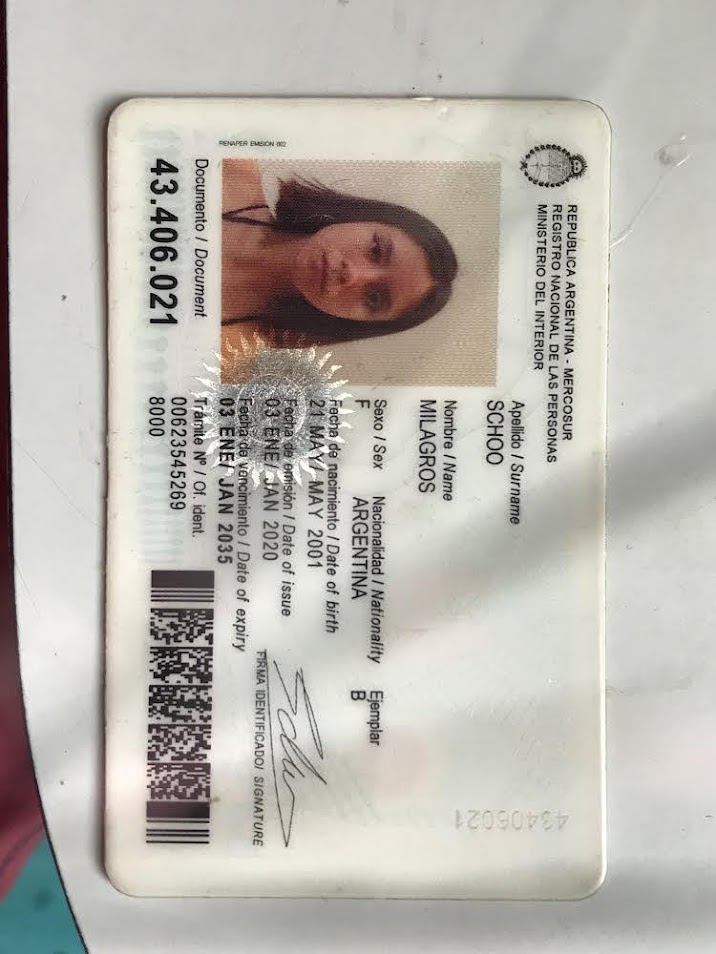 REPÚBLICA ARGENTINA - MERCOSUR
REGISTRO NACIONAL DE LAS PERSONAS
MINISTERIO DEL INTERIOR
Apellido / Surname
SCHOO
Nombre / Name
MILAGROS
Sexo / Sex Nacionalidad / Nationality Ejemplar
F ARGENTINA B
Fecha de nacimiento / Date of birth
21 MAY/ MAY 2001
Fecha de emisión / Date of issue
03 ENE/ JAN 2020
Fecha de vencimiento / Date of expiry
03 ENE/ JAN 2035
FIRMA IDENTIFICADO/ SIGNATURE
RENAPER EMISIÓN 002
Documento / Document
43.406.021
Trámite Nº / Of. ident.
00623545269
8000
43406021